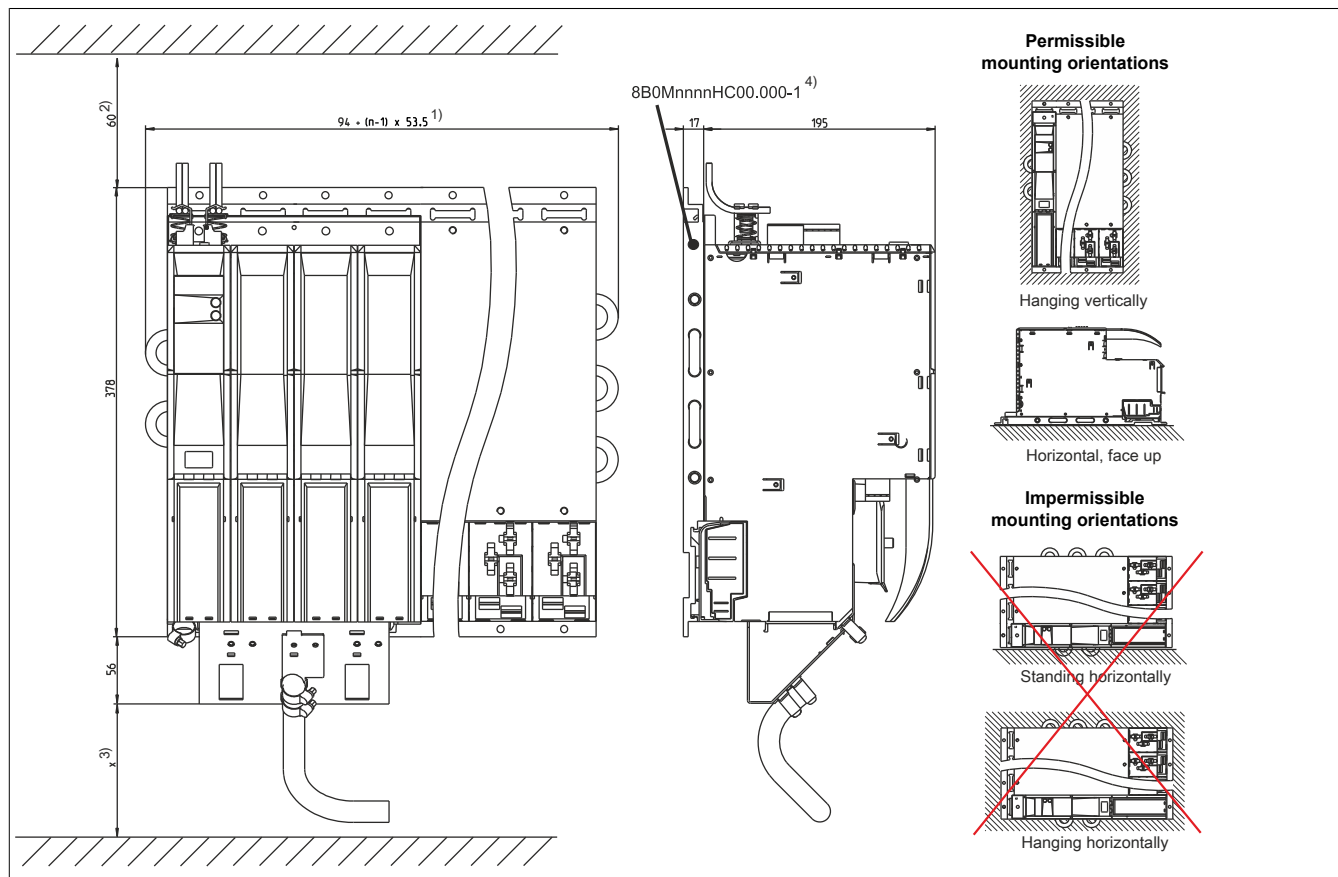 60 2)
94 + (n-1) x 53.5 1)
378
56
x 3)
8B0MnnnnHC00.000-1 4)
17
195
Permissible
mounting orientations
Hanging vertically
Horizontal, face up
Impermissible
mounting orientations
Standing horizontally
Hanging horizontally